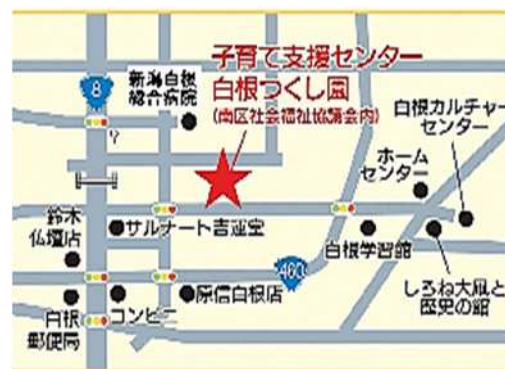 子育て支援センター
白根つくし園
(南区社会福祉協議会内)
8
新潟白根
総合病院
白根カルチャー
センター
ホーム
センター
鈴木
仏壇店
サルナート吉運堂
白根学習館
460
原信白根店
しろね大凧と
歴史の館
白根
郵便局
コンビニ